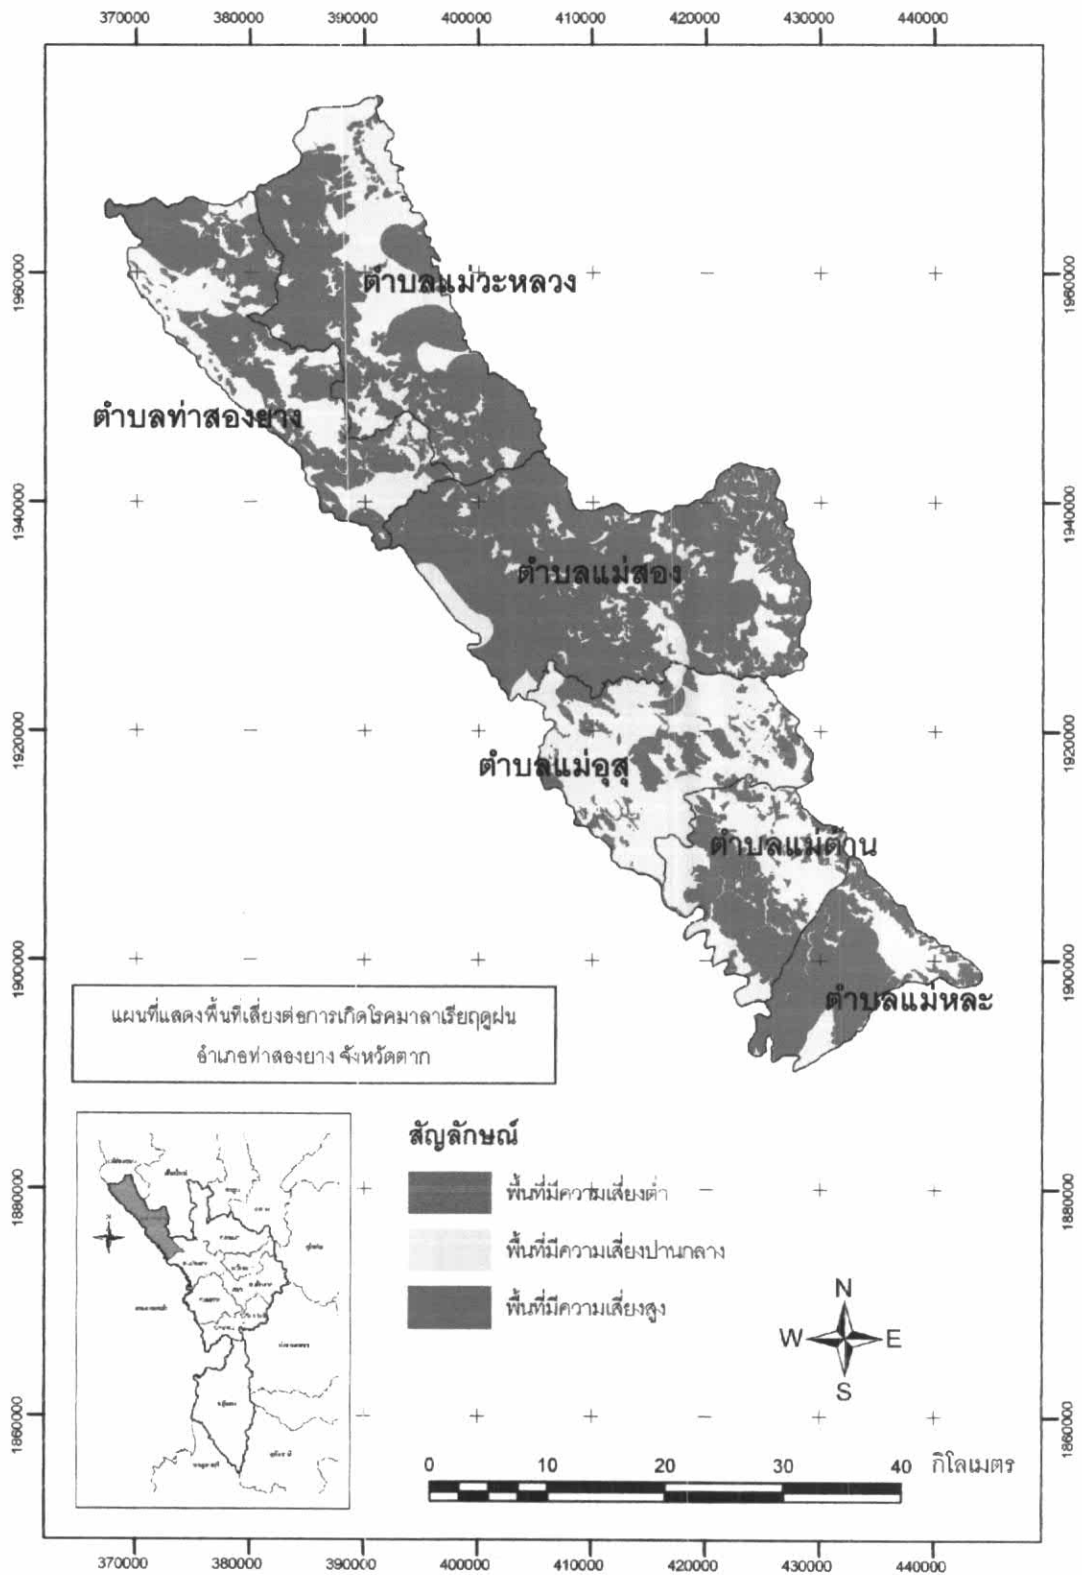 370000 380000 390000 400000 410000 420000 430000 440000
1960000 1960000
1940000 1940000
1920000 1920000
1900000 1900000
1880000 1880000
1860000 1860000
ตำบลแม่วะหลวง
ตำบลท่าสองยาง
ตำบลแม่สอง
ตำบลแม่อุสุ
ตำบลแม่ต้าน
ตำบลแม่หละ
แผนที่แสดงพื้นที่เสี่ยงต่อการเกิดโรคมาลาเรียฤดูฝน
อำเภอท่าสองยาง จังหวัดตาก
สัญลักษณ์
พื้นที่มีความเสี่ยงต่ำ
พื้นที่มีความเสี่ยงปานกลาง
พื้นที่มีความเสี่ยงสูง
N
W E
S
0 5 10 20 30 40 กิโลเมตร
370000 380000 390000 400000 410000 420000 430000 440000